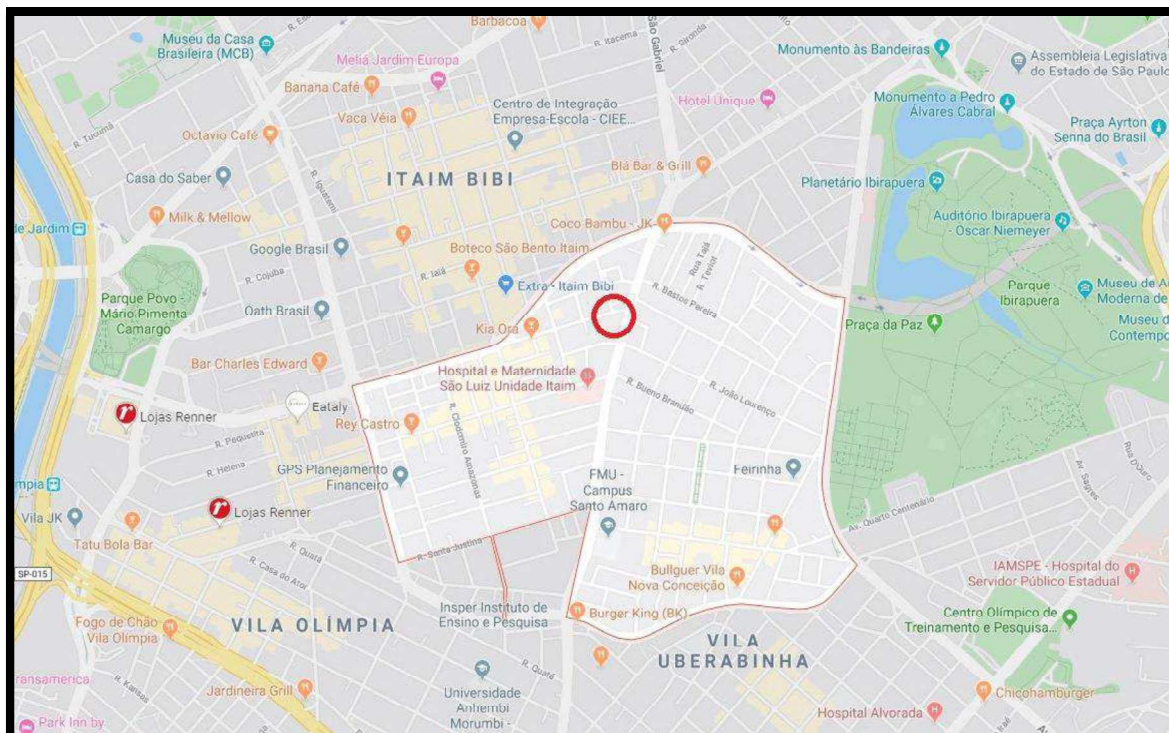 Barbacoa
Museu da Casa
Brasileira (MCB)
R. Itacema
São Gabriel
R. Gironda
Monumento às Bandeiras
Assembleia Legislativa
do Estado de São Paulo
Meliá Jardim Europa
Banana Café
Centro de Integração
Empresa-Escola - CIEE...
Hotel Unique
Monumento a Pedro
Álvares Cabral
Vaca Véia
Praça Ayrton
Senna do Brasil
R. Tucumã
Octavio Café
Blá Bar & Grill
Casa do Saber
ITAIM BIBI
Planetário Ibirapuera
R. Iguatemi
Milk & Mellow
Coco Bambu - JK
Auditório Ibirapuera
- Oscar Niemeyer
de Jardim
Google Brasil
Boteco São Bento Itaim
Rua Tajá
A. Teviot
R. Cojuba
R. Iaiá
Extra - Itaim Bibi
R. Bastos Pereira
Parque
Ibirapuera
Museu de A
Moderna de
Parque Povo -
Mário Pimenta
Camargo
Oath Brasil
Kia Ora
Praça da Paz
Museu d
Contempo
Bar Charles Edward
Hospital e Maternidade
São Luiz Unidade Itaim
R. Bueno Brandão
R. João Lourenço
Eataly
Lojas Renner
Rey Castro
R. Clodomiro Amazonas
R. Pequetita
R. Helena
GPS Planejamento
Financeiro
FMU -
Campus
Santo Amaro
Feirinha
Rua D'Ouro
Av. Sagres
mpia
Vila JK
Lojas Renner
Av. Quarto Centenário
Tatu Bola Bar
R. Quatá
R. Santa Justina
SP-015
R. Casa do Ator
Bullguer Vila
Nova Conceição
IAMSPE - Hospital do
Servidor Público Estadual
Insper Instituto de
Ensino e Pesquisa
Burger King (BK)
Centro Olímpico de
Treinamento e Pesquisa...
Fogo de Chão
Vila Olímpia
VILA OLÍMPIA
VILA
UBERABINHA
R. Quatá
ransamerica
R. Kansas
Jardineira Grill
Universidade
Anhembi
Morumbi -
Chicohamburger
Hospital Alvorada
Park Inn by